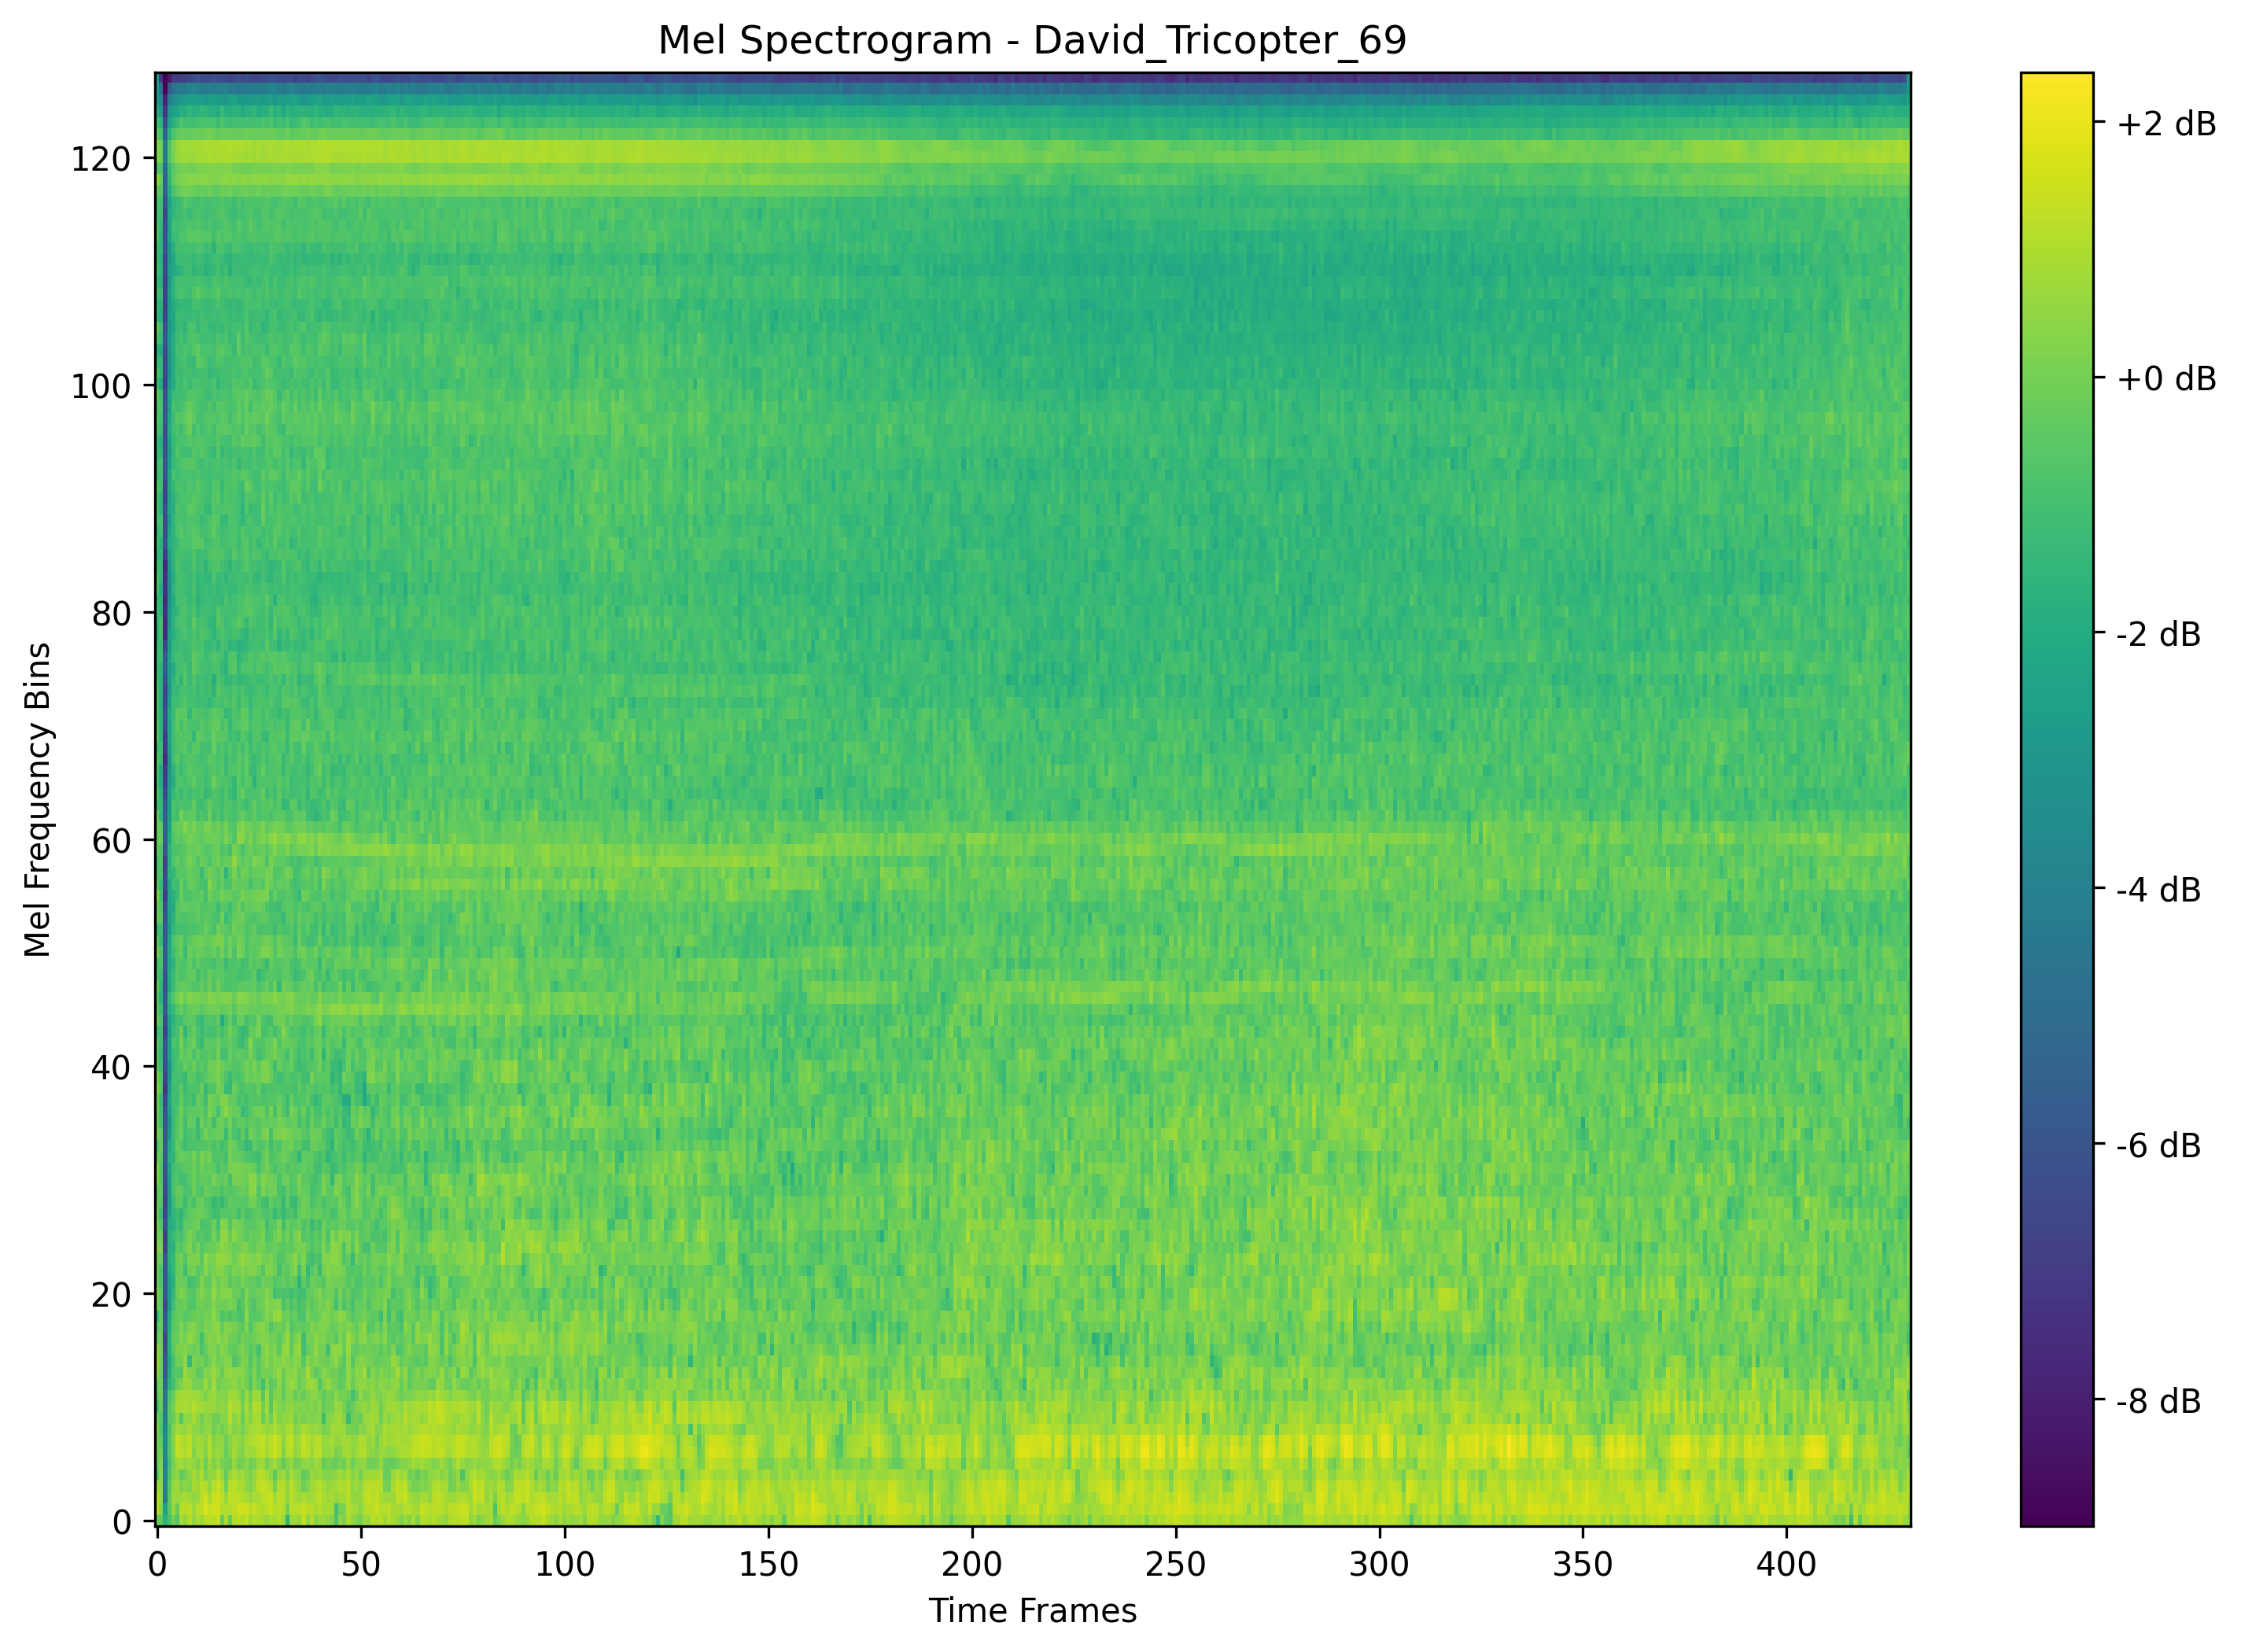 Mel Spectrogram - David_Tricopter_69
Mel Frequency Bins
120
100
80
60
40
20
0
0 50 100 150 200 250 300 350 400
Time Frames
+2 dB
+0 dB
-2 dB
-4 dB
-6 dB
-8 dB